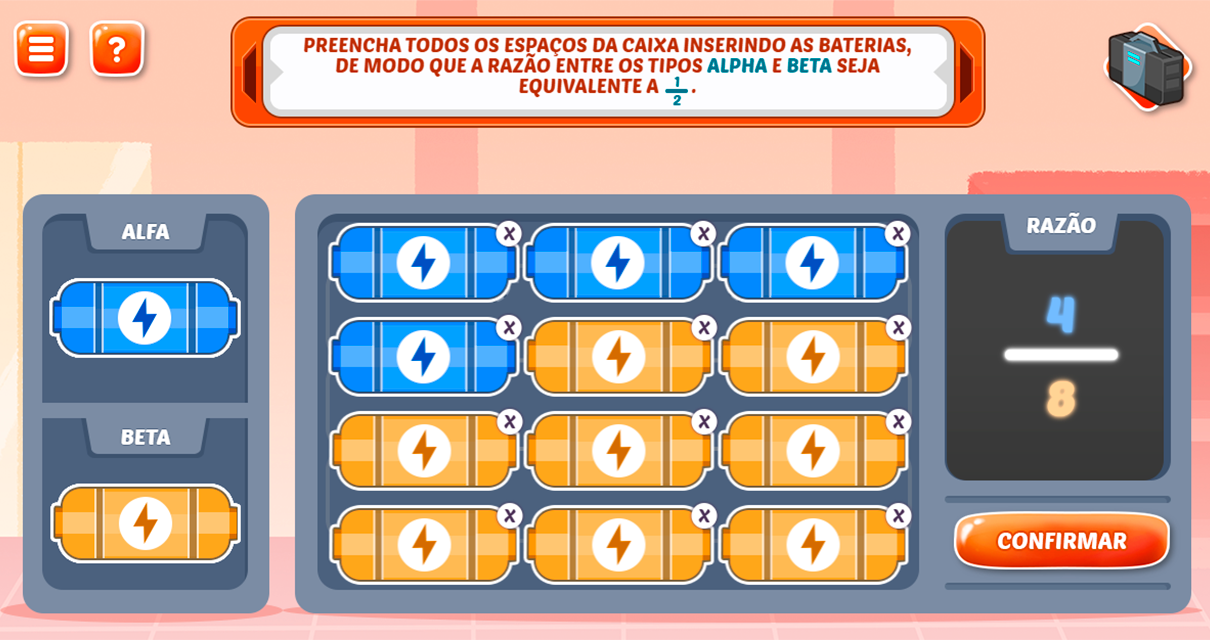 ?
PREENCHA TODOS OS ESPAÇOS DA CAIXA INSERINDO AS BATERIAS,
DE MODO QUE A RAZÃO ENTRE OS TIPOS ALPHA E BETA SEJA
EQUIVALENTE A 1/2.
ALFA
X X X
RAZÃO
4
X X X
8
BETA
X X X
X X X
CONFIRMAR